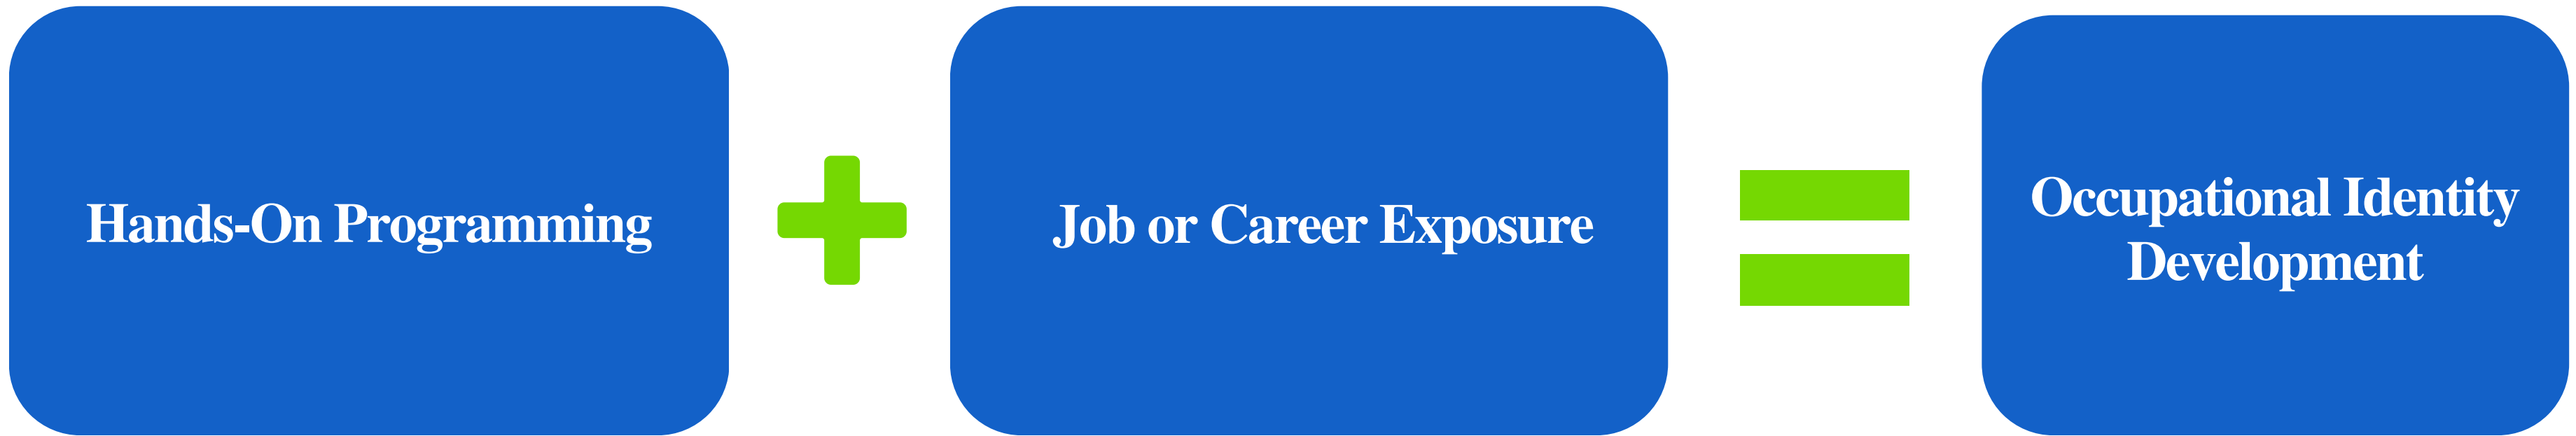 Hands-On Programming
Job or Career Exposure
Occupational Identity
Development